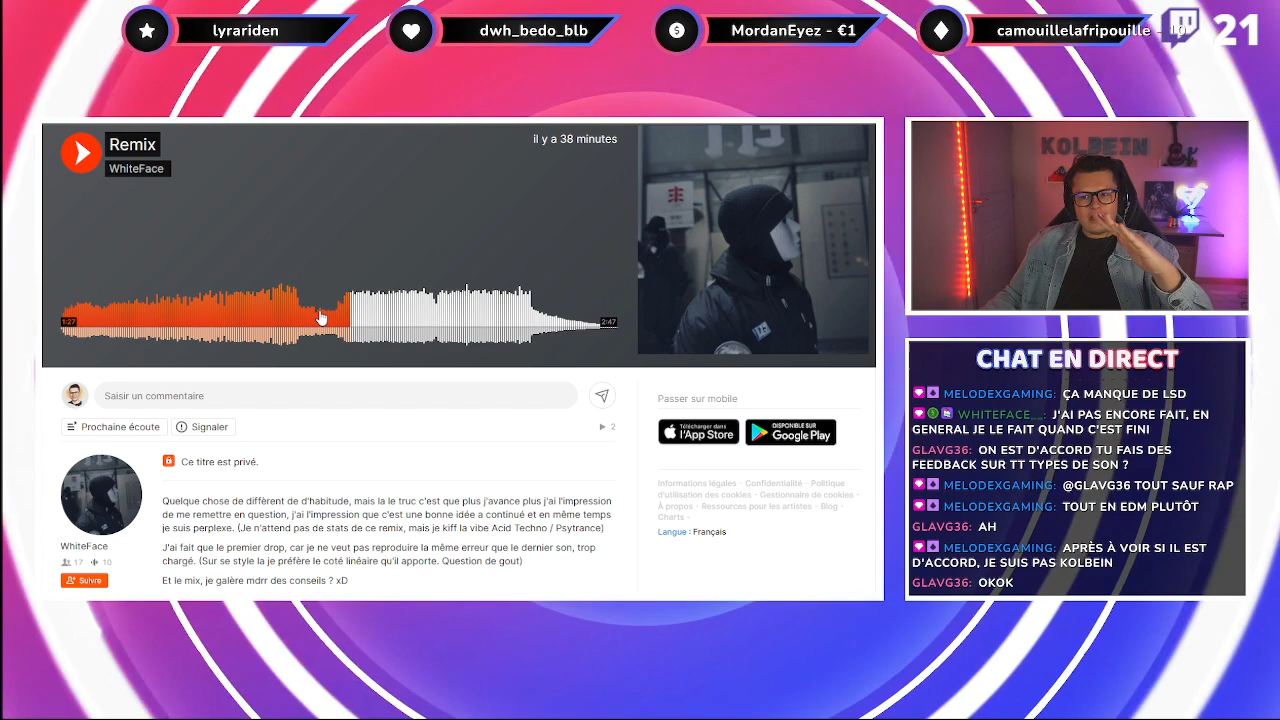 lyrariden
dwh_bedo_blb
MordanEyez - €1
camouillelafripouille -
21
Remix
WhiteFace
il y a 38 minutes
1:27
2:47
KOLBEIN
Saisir un commentaire
Prochaine écoute
Signaler
2
Ce titre est privé.
Quelque chose de diffèrent de d'habitude, mais la le truc c'est que plus j'avance plus j'ai l'impression
de me remettre en question, j'ai l'impression que c'est une bonne idée a continué et en même temps
je suis perplexe. (Je n'attend pas de stats de ce remix, mais je kiff la vibe Acid Techno / Psytrance)
J'ai fait que le premier drop, car je ne veut pas reproduire la même erreur que le dernier son, trop
chargé. (Sur se style la je préfère le coté linéaire qu'il apporte. Question de gout)
Et le mix, je galère mdrr des conseils ? xD
WhiteFace
17
10
Suivre
Passer sur mobile
Télécharger dans
l'App Store
DISPONIBLE SUR
Google Play
Informations légales - Confidentialité - Politique
d'utilisation des cookies - Gestionnaire de cookies -
À propos - Ressources pour les artistes - Blog -
Charts -
Langue : Français
CHAT EN DIRECT
MELODEXGAMING: ÇA MANQUE DE LSD
WHITEFACE__: J'AI PAS ENCORE FAIT, EN
GENERAL JE LE FAIT QUAND C'EST FINI
GLAVG36: ON EST D'ACCORD TU FAIS DES
FEEDBACK SUR TT TYPES DE SON ?
MELODEXGAMING: @GLAVG36 TOUT SAUF RAP
MELODEXGAMING: TOUT EN EDM PLUTÔT
GLAVG36: AH
MELODEXGAMING: APRÈS À VOIR SI IL EST
D'ACCORD, JE SUIS PAS KOLBEIN
GLAVG36: OKOK